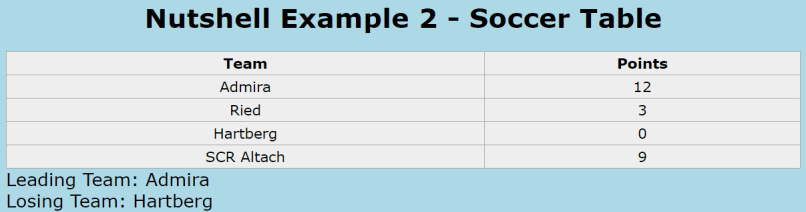 Nutshell Example 2 - Soccer Table
Team Points
Admira 12
Ried 3
Hartberg 0
SCR Altach 9
Leading Team: Admira
Losing Team: Hartberg